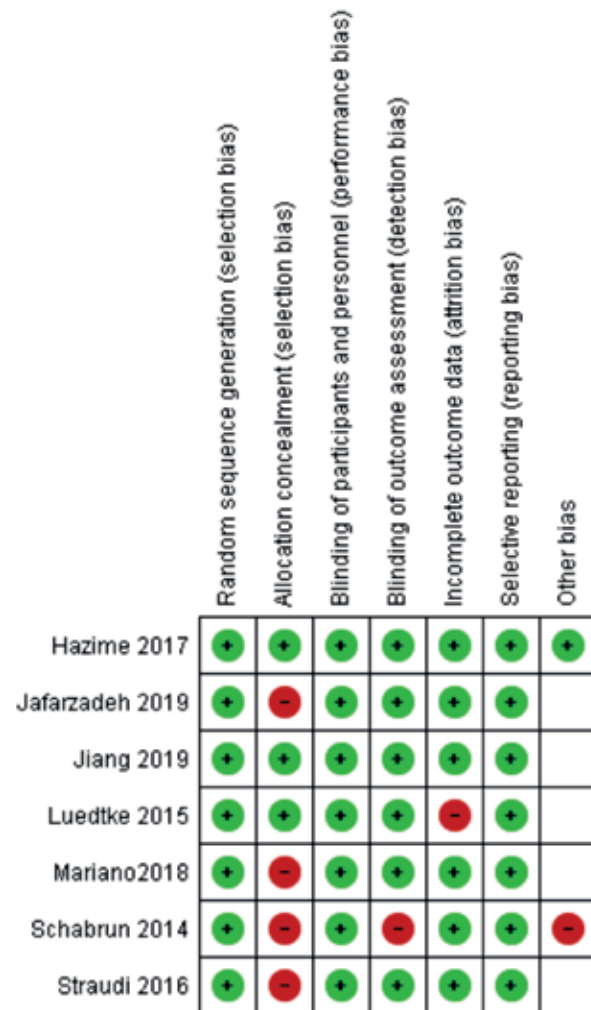 Random sequence generation (selection bias)
Allocation concealment (selection bias)
Blinding of participants and personnel (performance bias)
Blinding of outcome assessment (detection bias)
Incomplete outcome data (attrition bias)
Selective reporting (reporting bias)
Other bias
Hazime 2017 + + + + + + +
Jafarzadeh 2019 + - + + + +
Jiang 2019 + + + + + +
Luedtke 2015 + + + + - +
Mariano2018 + - + + + +
Schabrun 2014 + - + - + + -
Straudi 2016 + - + + + +